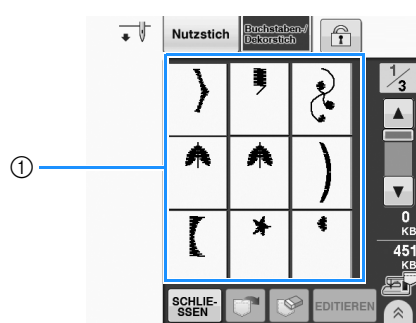 Nutzstich
Buchstaben-/
Dekorstich
1/3
①
0
KB
451
KB
SCHLIE-
SSEN
EDITIEREN